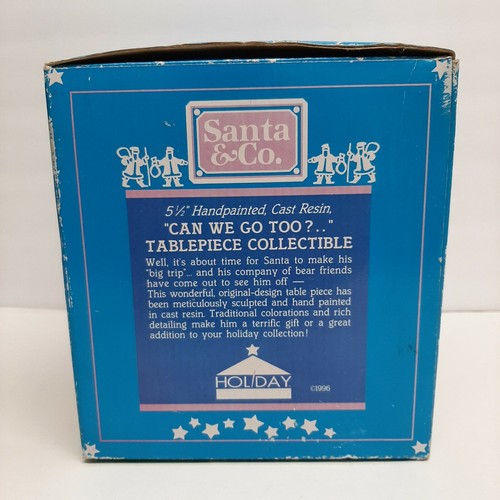 Santa
& Co.
5½" Handpainted, Cast Resin,
"CAN WE GO TOO?.."
TABLEPIECE COLLECTIBLE
Well, it's about time for Santa to make his
"big trip"... and his company of bear friends
have come out to see him off —
This wonderful, original-design table piece has
been meticulously sculpted and hand painted
in cast resin. Traditional colorations and rich
detailing make him a terrific gift or a great
addition to your holiday collection!
HOLIDAY
©1996